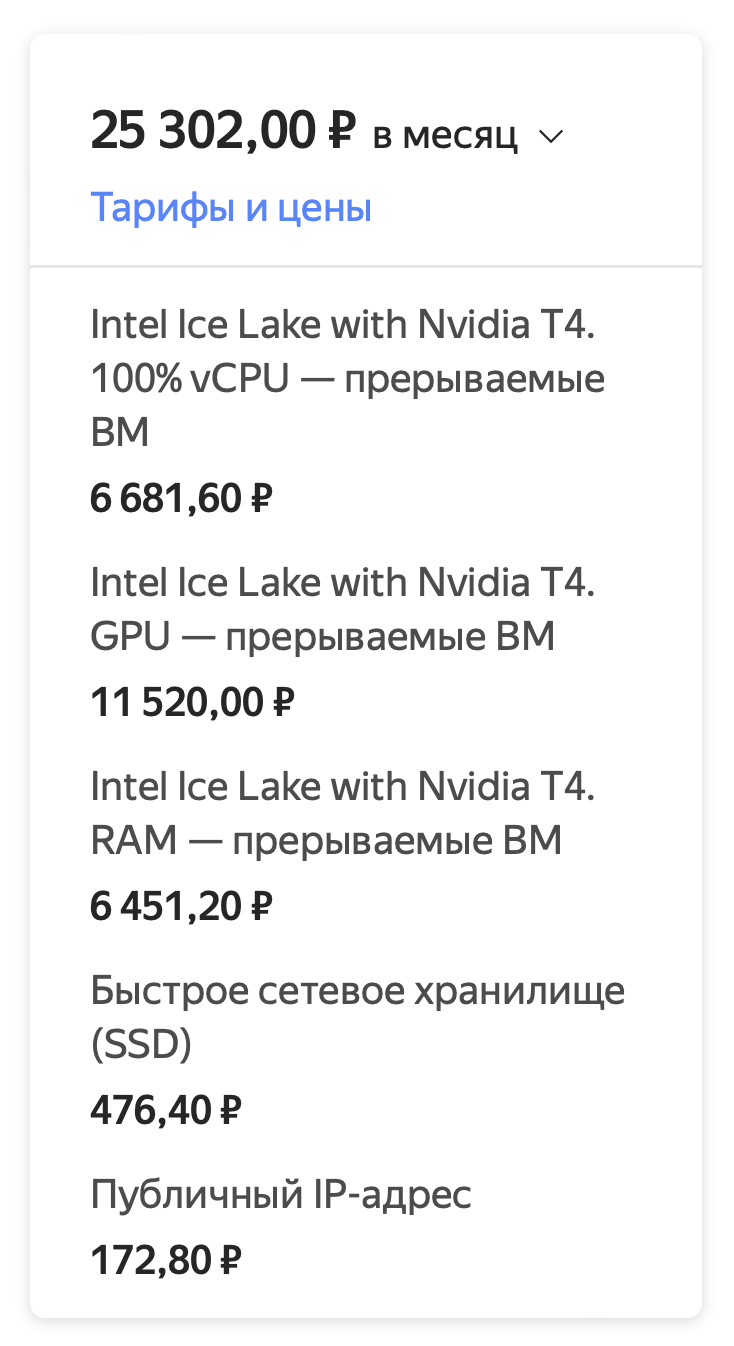 25 302,00 ₽ в месяц
Тарифы и цены
Intel Ice Lake with Nvidia T4.
100% vCPU — прерываемые
ВМ
6 681,60 ₽
Intel Ice Lake with Nvidia T4.
GPU — прерываемые ВМ
11 520,00 ₽
Intel Ice Lake with Nvidia T4.
RAM — прерываемые ВМ
6 451,20 ₽
Быстрое сетевое хранилище
(SSD)
476,40 ₽
Публичный IP-адрес
172,80 ₽